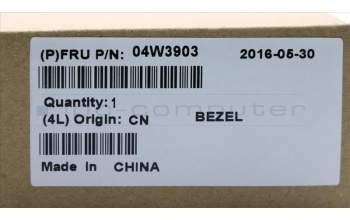 (P)FRU P/N: 04W3903 2016-05-30
Quantity: 1
(4L) Origin: CN BEZEL
Made in CHINA